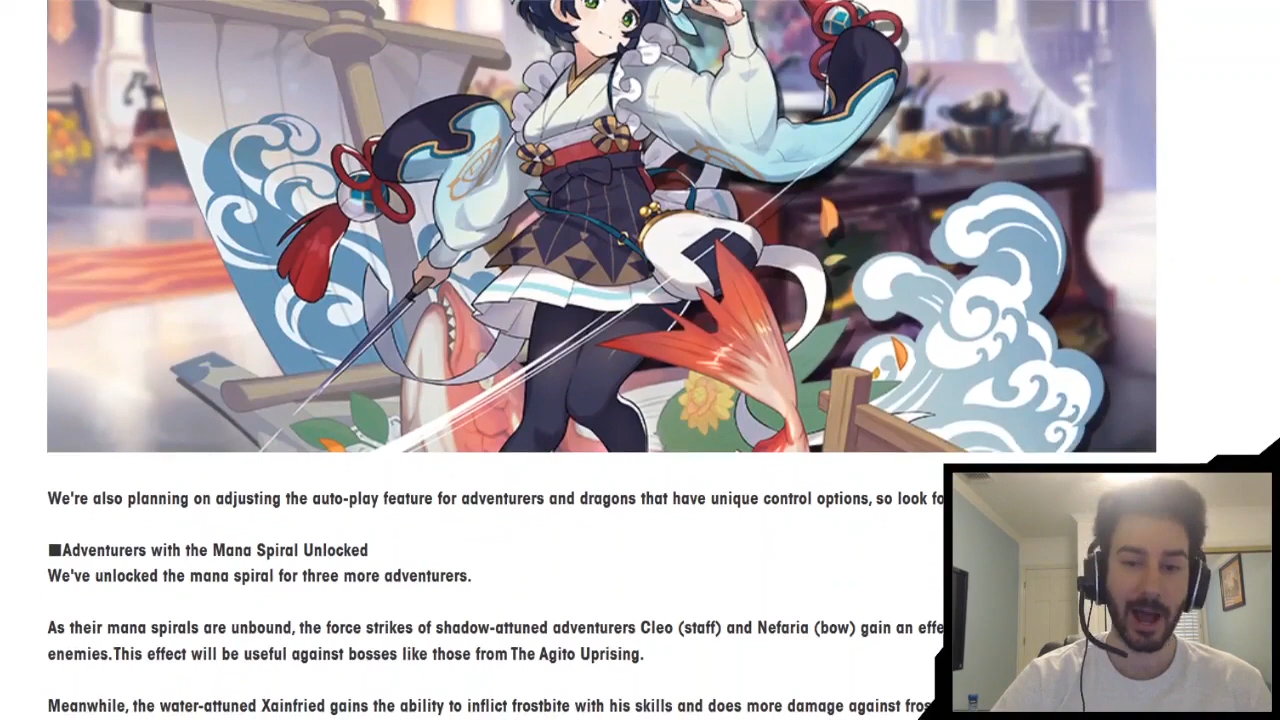 We're also planning on adjusting the auto-play feature for adventurers and dragons that have unique control options, so look
■Adventurers with the Mana Spiral Unlocked
We've unlocked the mana spiral for three more adventurers.
As their mana spirals are unbound, the force strikes of shadow-attuned adventurers Cleo (staff) and Nefaria (bow) gain an
enemies.This effect will be useful against bosses like those from The Agito Uprising.
Meanwhile, the water-attuned Xainfried gains the ability to inflict frostbite with his skills and does more damage against